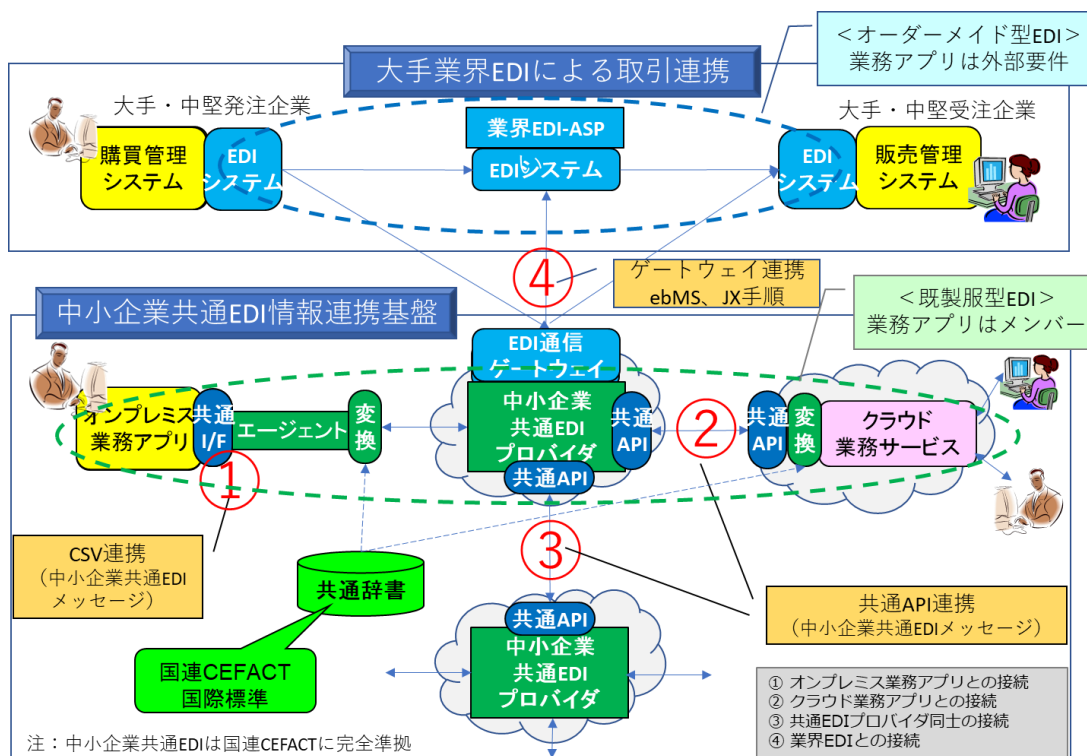 <オーダーメイド型EDI>
業務アプリは外部要件
大手業界EDIによる取引連携
大手・中堅発注企業
大手・中堅受注企業
購買管理
システム
EDI
システム
業界EDI-ASP
EDIシステム
EDI
システム
販売管理
システム
④
ゲートウェイ連携
ebMS、JX手順
中小企業共通EDI情報連携基盤
<既製服型EDI>
業務アプリはメンバー
EDI通信
ゲートウェイ
オンプレミス
業務アプリ
共通
I/F
エージェント
変換
中小企業
共通EDI
プロバイダ
共通
API
②
共通
API
変換
クラウド
業務サービス
①
共通API
CSV連携
(中小企業共通EDI
メッセージ)
③
共通辞書
共通API連携
(中小企業共通EDIメッセージ)
共通API
中小企業
共通EDI
プロバイダ
国連CEFACT
国際標準
① オンプレミス業務アプリとの接続
② クラウド業務アプリとの接続
③ 共通EDIプロバイダ同士の接続
④ 業界EDIとの接続
注:中小企業共通EDIは国連CEFACTに完全準拠